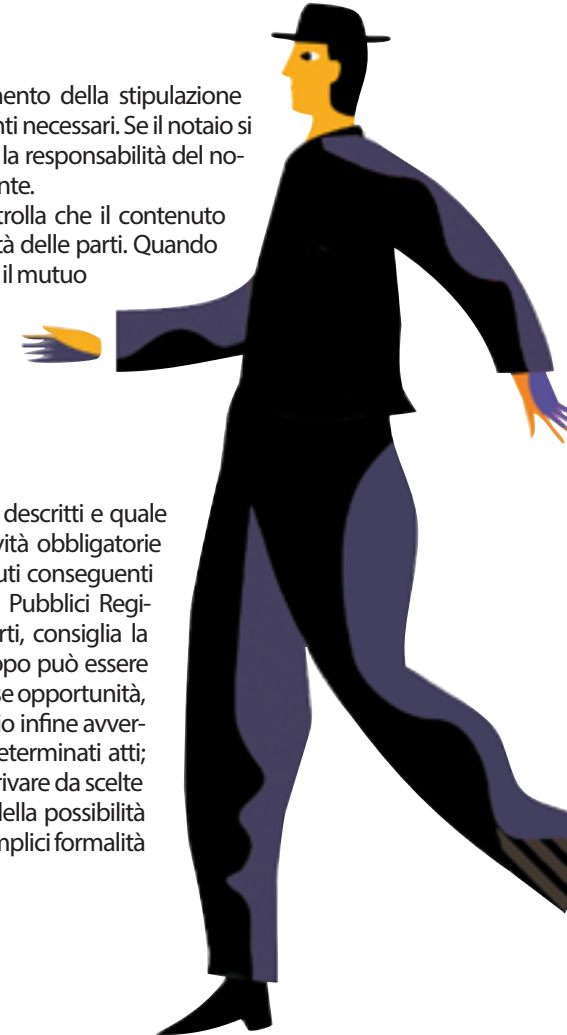 mento della stipulazione
nti necessari. Se il notaio si
la responsabilità del no-
nte.
trolla che il contenuto
tà delle parti. Quando
il mutuo
descritti e quale
vità obbligatorie
uti conseguenti
Pubblici Regi-
rti, consiglia la
opo può essere
se opportunità,
io infine avver-
eterminati atti;
rivare da scelte
della possibilità
mplici formalità